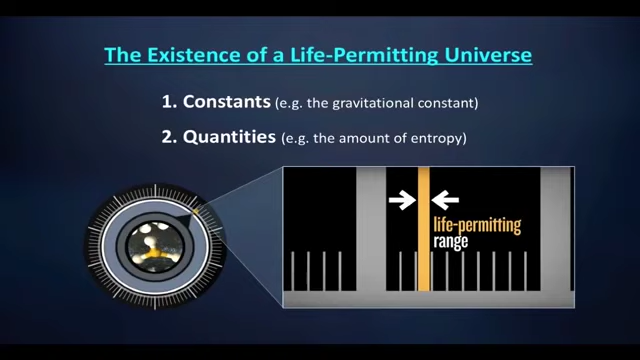 The Existence of a Life-Permitting Universe
1. Constants (e.g. the gravitational constant)
2. Quantities (e.g. the amount of entropy)
life-permitting
range